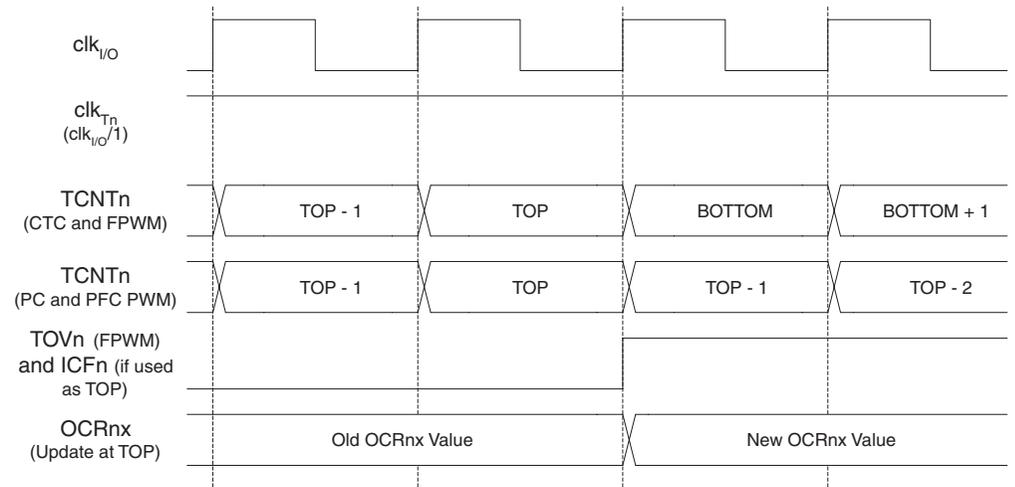 clkI/O
clkTn
(clkI/O/1)
TCNTn
(CTC and FPWM)
TOP - 1 TOP BOTTOM BOTTOM + 1
TCNTn
(PC and PFC PWM)
TOP - 1 TOP TOP - 1 TOP - 2
TOVn (FPWM)
and ICFn (if used
as TOP)
OCRnx
(Update at TOP)
Old OCRnx Value New OCRnx Value